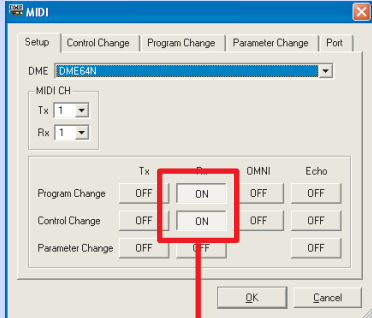 MIDI
Setup Control Change Program Change Parameter Change Port
DME DME64N
MIDI CH
Tx 1
Rx 1
Tx Rx OMNI Echo
Program Change OFF ON OFF OFF
Control Change OFF ON OFF OFF
Parameter Change OFF OFF OFF
OK Cancel